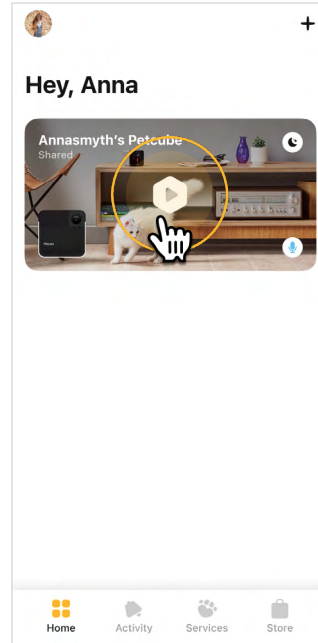 Hey, Anna
Annasmyth's Petcube
Shared
Home
Activity
Services
Store